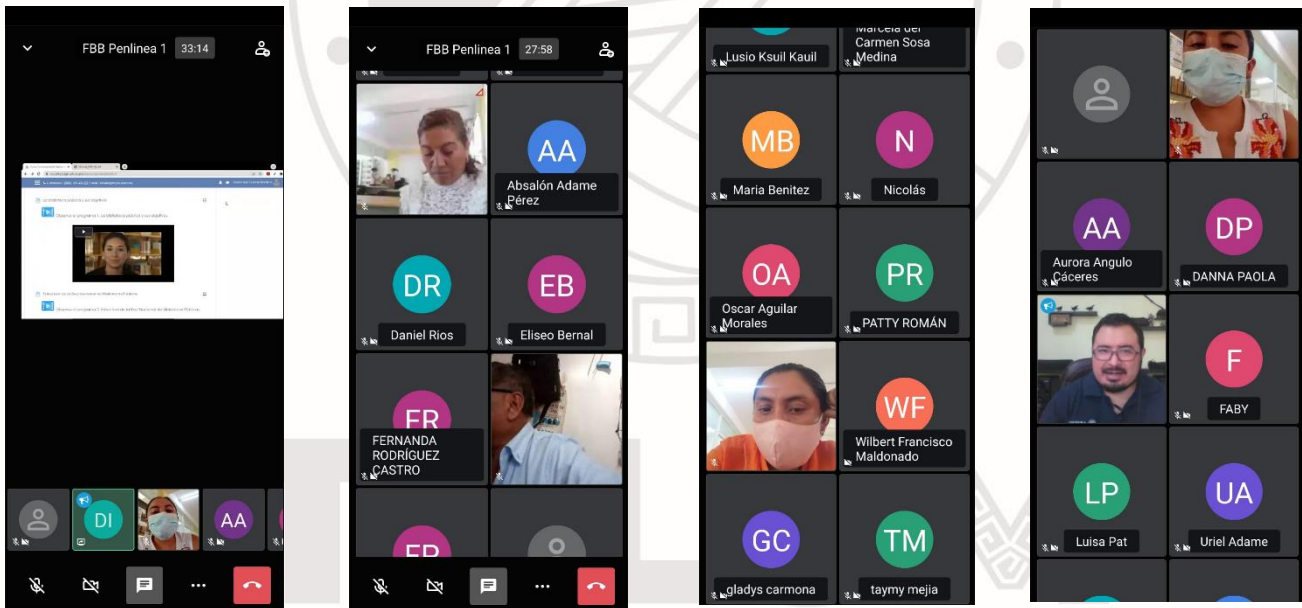 FBB Penlinea 1 33:14
DI
AA
FBB Penlinea 1 27:58
AA
Absalón Adame
Pérez
DR
Daniel Rios
EB
Eliseo Bernal
FR
FERNANDA
RODRÍGUEZ
CASTRO
Lusio Ksuil Kauil
Marcela del
Carmen Sosa
Medina
MB
Maria Benitez
N
Nicolás
OA
Oscar Aguilar
Morales
PR
PATTY ROMÁN
WF
Wilbert Francisco
Maldonado
GC
gladys carmona
TM
taymy mejia
AA
Aurora Angulo
Cáceres
DP
DANNA PAOLA
F
FABY
LP
Luisa Pat
UA
Uriel Adame